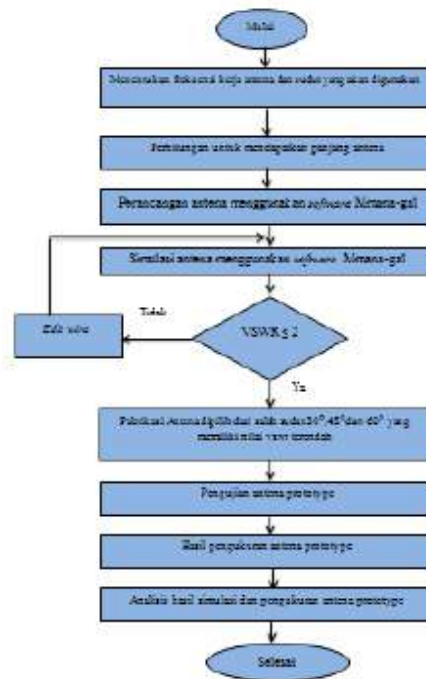 Mulai
Menentukan frekuensi kerja antena dan sudut yang akan digunakan
Perhitungan untuk mendapatkan panjang antena
Perancangan antena menggunakan software Mmana-gal
Simulasi antena menggunakan software Mmana-gal
Tidak
Edit wire
VSWR ≤ 2
Ya
Fabrikasi Antena dipilih dari salah sudut 30°, 45° dan 60° yang
memiliki nilai vswr terendah
Pengujian antena prototype
Hasil pengukuran antena prototype
Analisis hasil simulasi dan pengukuran antena prototype
Selesai